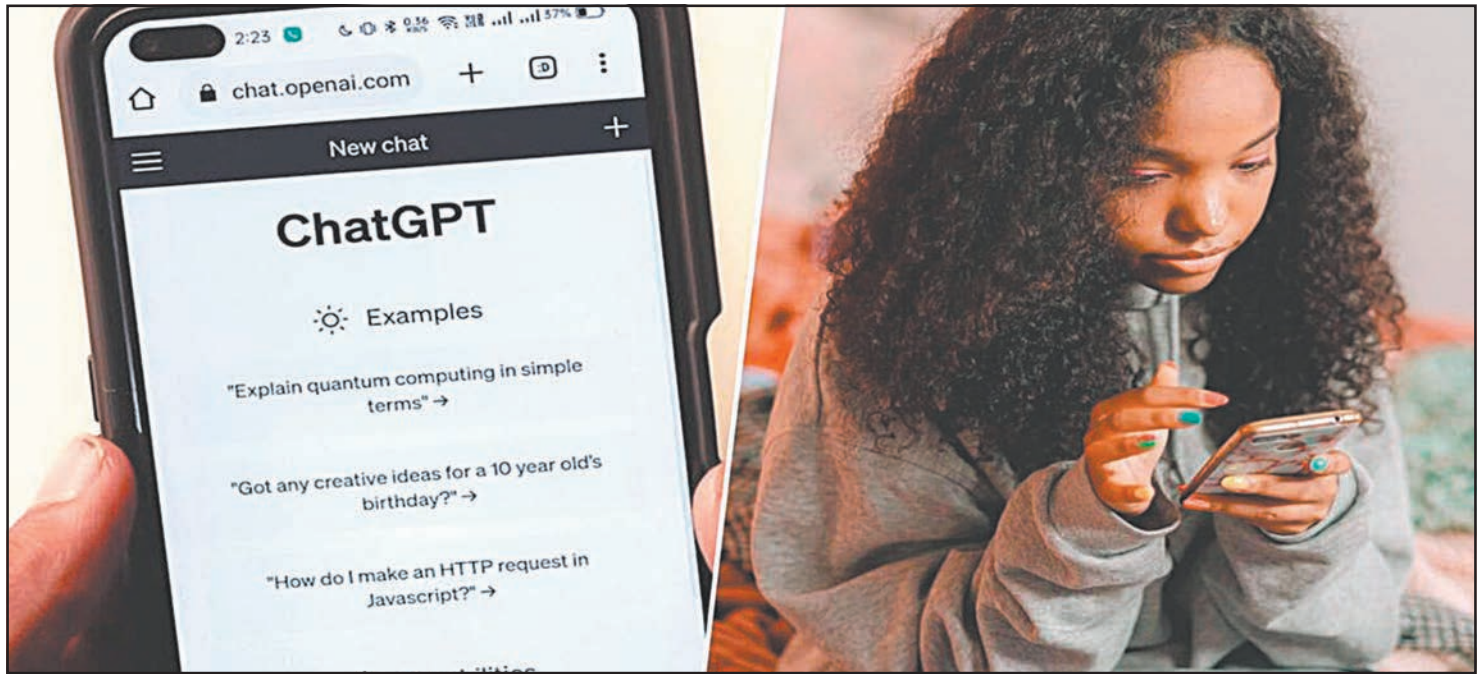 2:23 0.36 37%
chat.openai.com :D
New chat
ChatGPT
Examples
"Explain quantum computing in simple
terms" →
"Got any creative ideas for a 10 year old's
birthday?" →
"How do I make an HTTP request in
Javascript?" →